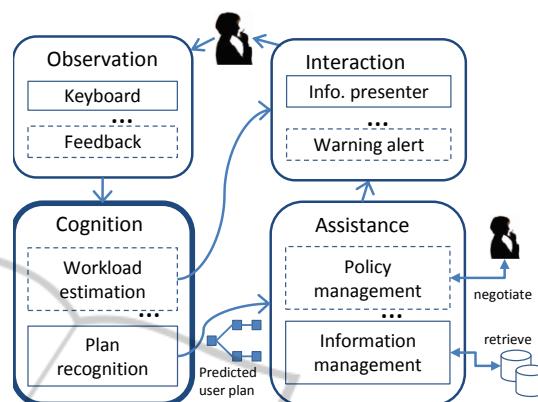 Observation
Keyboard
...
Feedback
Interaction
Info. presenter
...
Warning alert
Cognition
Workload
estimation
...
Plan
recognition
Predicted
user plan
Assistance
Policy
management
...
Information
management
negotiate
retrieve